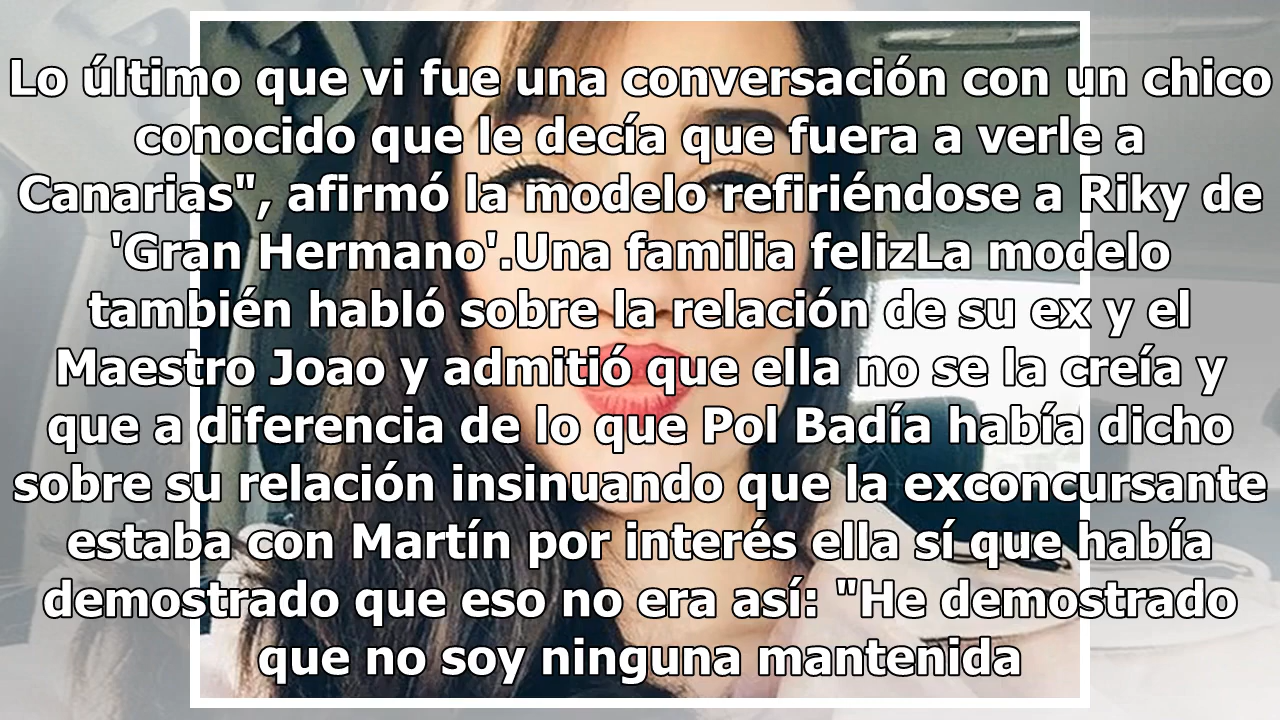 Lo último que vi fue una conversación con un chico
conocido que le decía que fuera a verle a
Canarias", afirmó la modelo refiriéndose a Riky de
'Gran Hermano'.Una familia felizLa modelo
también habló sobre la relación de su ex y el
Maestro Joao y admitió que ella no se la creía y
que a diferencia de lo que Pol Badía había dicho
sobre su relación insinuando que la exconcursante
estaba con Martín por interés ella sí que había
demostrado que eso no era así: "He demostrado
que no soy ninguna mantenida